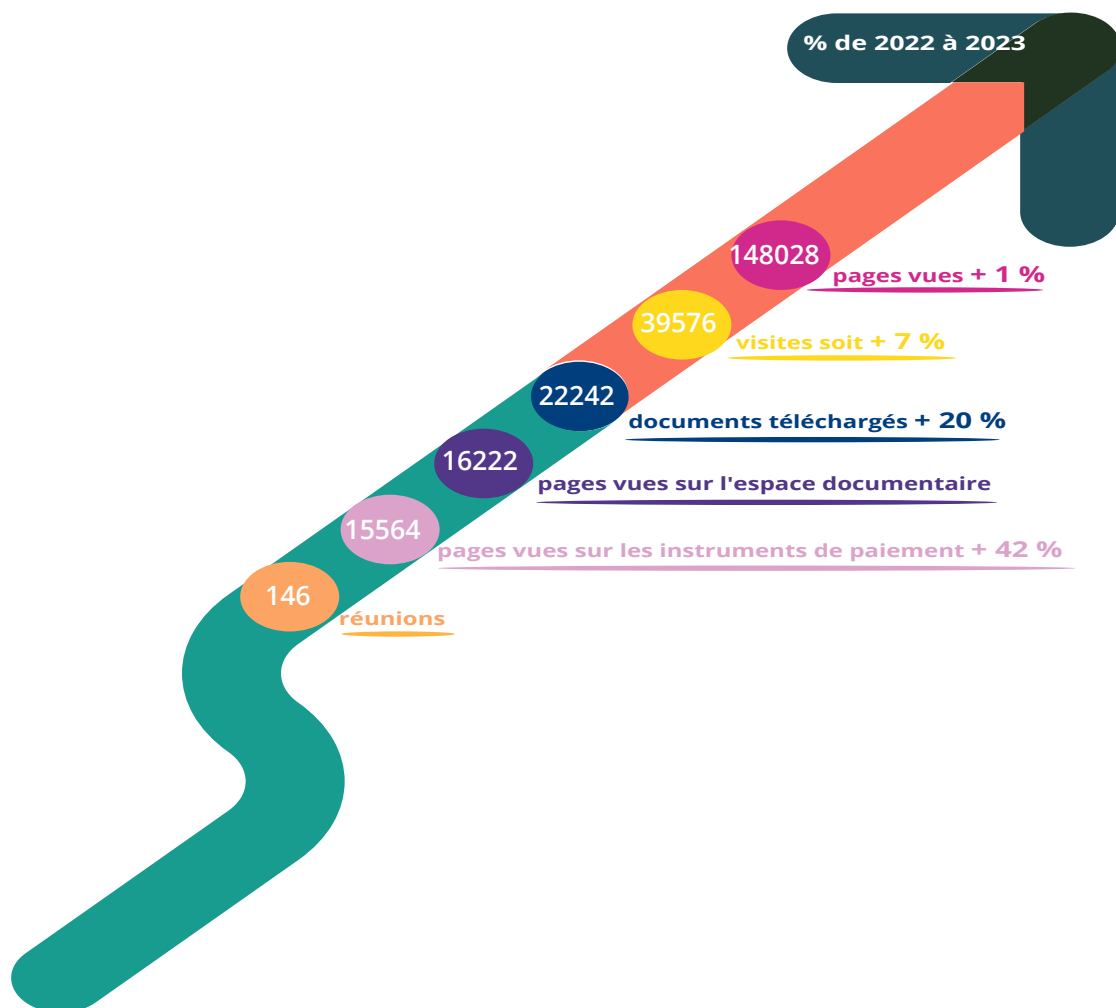 % de 2022 à 2023
148028
pages vues + 1 %
39576
visites soit + 7 %
22242
documents téléchargés + 20 %
16222
pages vues sur l'espace documentaire
15564
pages vues sur les instruments de paiement + 42 %
146
réunions